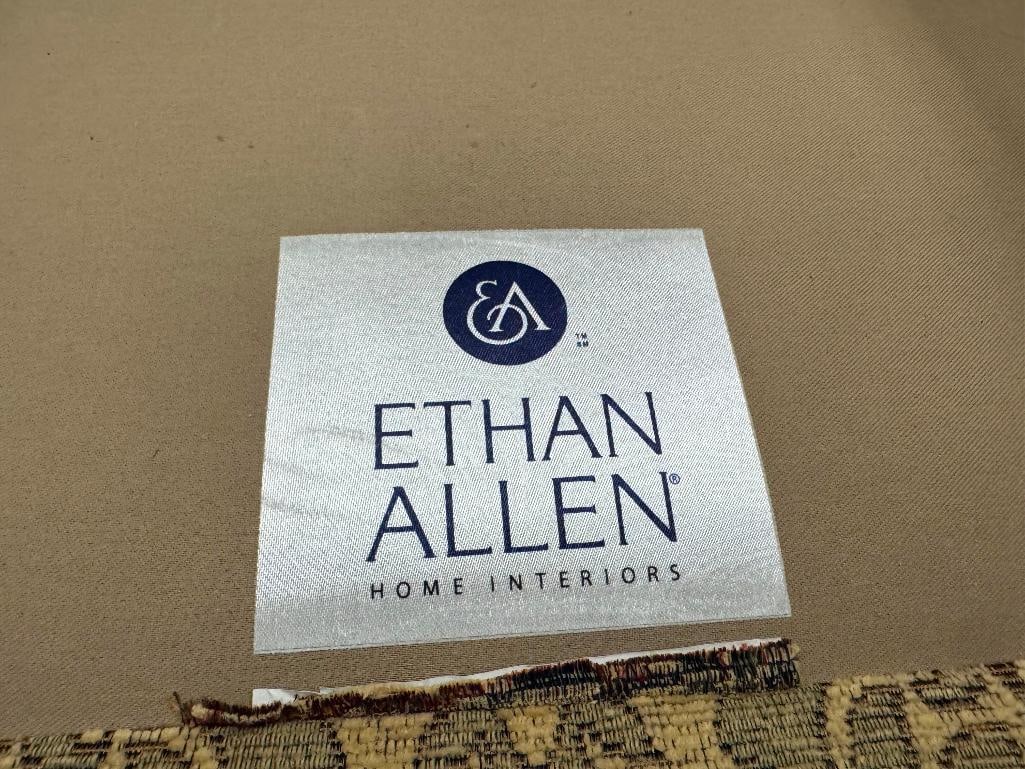 EA
TM
SM
ETHAN
ALLEN®
HOME INTERIORS